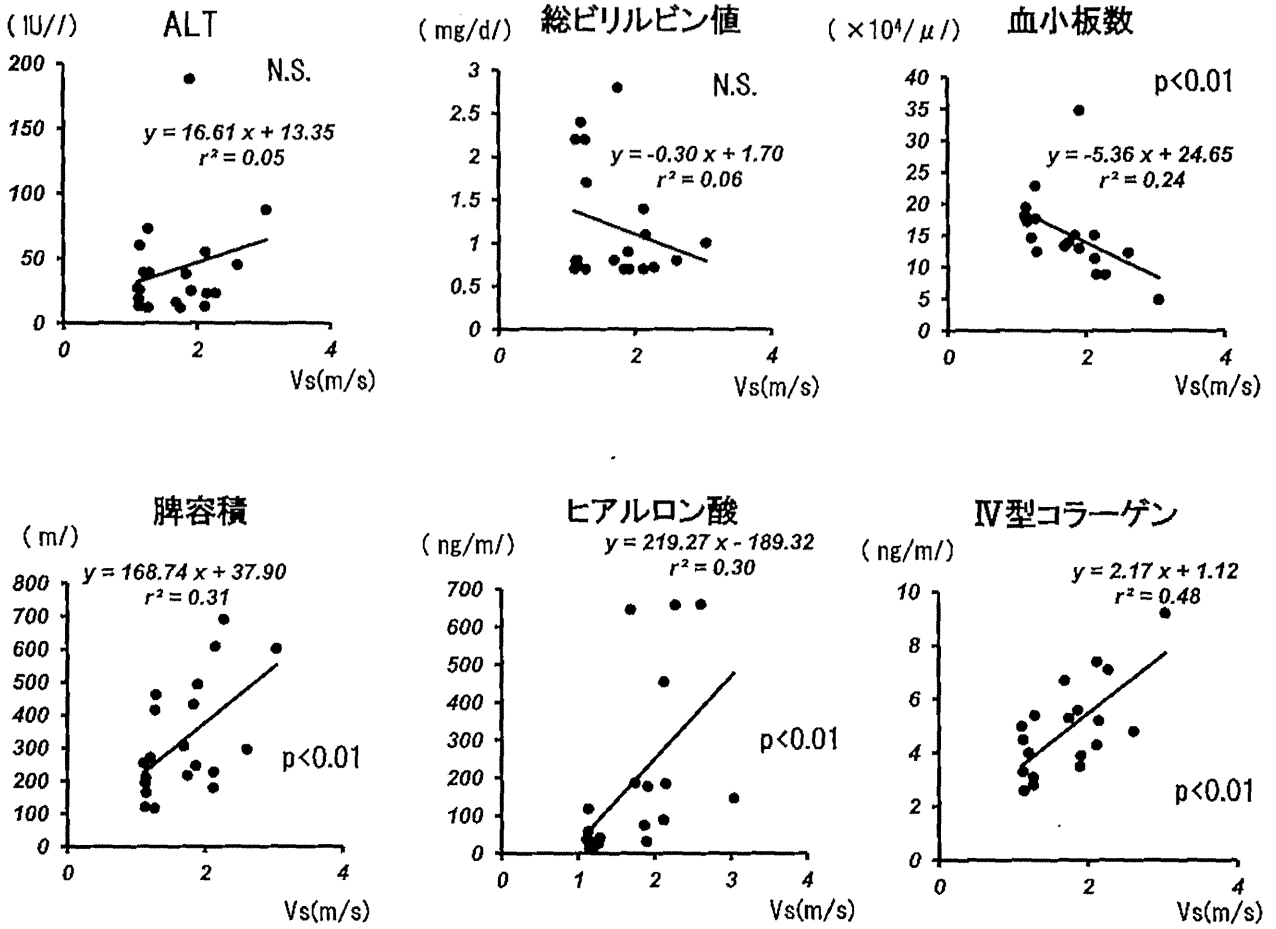 (IU/l) ALT
N.S.
200
150
100
50
0
y = 16.61 x + 13.35
r² = 0.05
0 2 4
Vs(m/s)
(mg/dl) 総ビリルビン値
N.S.
3
2.5
2
1.5
1
0.5
0
y = -0.30 x + 1.70
r² = 0.06
0 2 4
Vs(m/s)
(×10⁴/μl) 血小板数
p<0.01
40
35
30
25
20
15
10
5
0
y = -5.36 x + 24.65
r² = 0.24
0 2 4
Vs(m/s)
脾容積
(ml)
y = 168.74 x + 37.90
r² = 0.31
800
700
600
500
400
300
200
100
0
p<0.01
0 2 4
Vs(m/s)
ヒアルロン酸
(ng/ml)
y = 219.27 x - 189.32
r² = 0.30
700
600
500
400
300
200
100
0
p<0.01
0 1 2 3 4
Vs(m/s)
Ⅳ型コラーゲン
(ng/ml)
y = 2.17 x + 1.12
r² = 0.48
10
8
6
4
2
0
p<0.01
0 2 4
Vs(m/s)